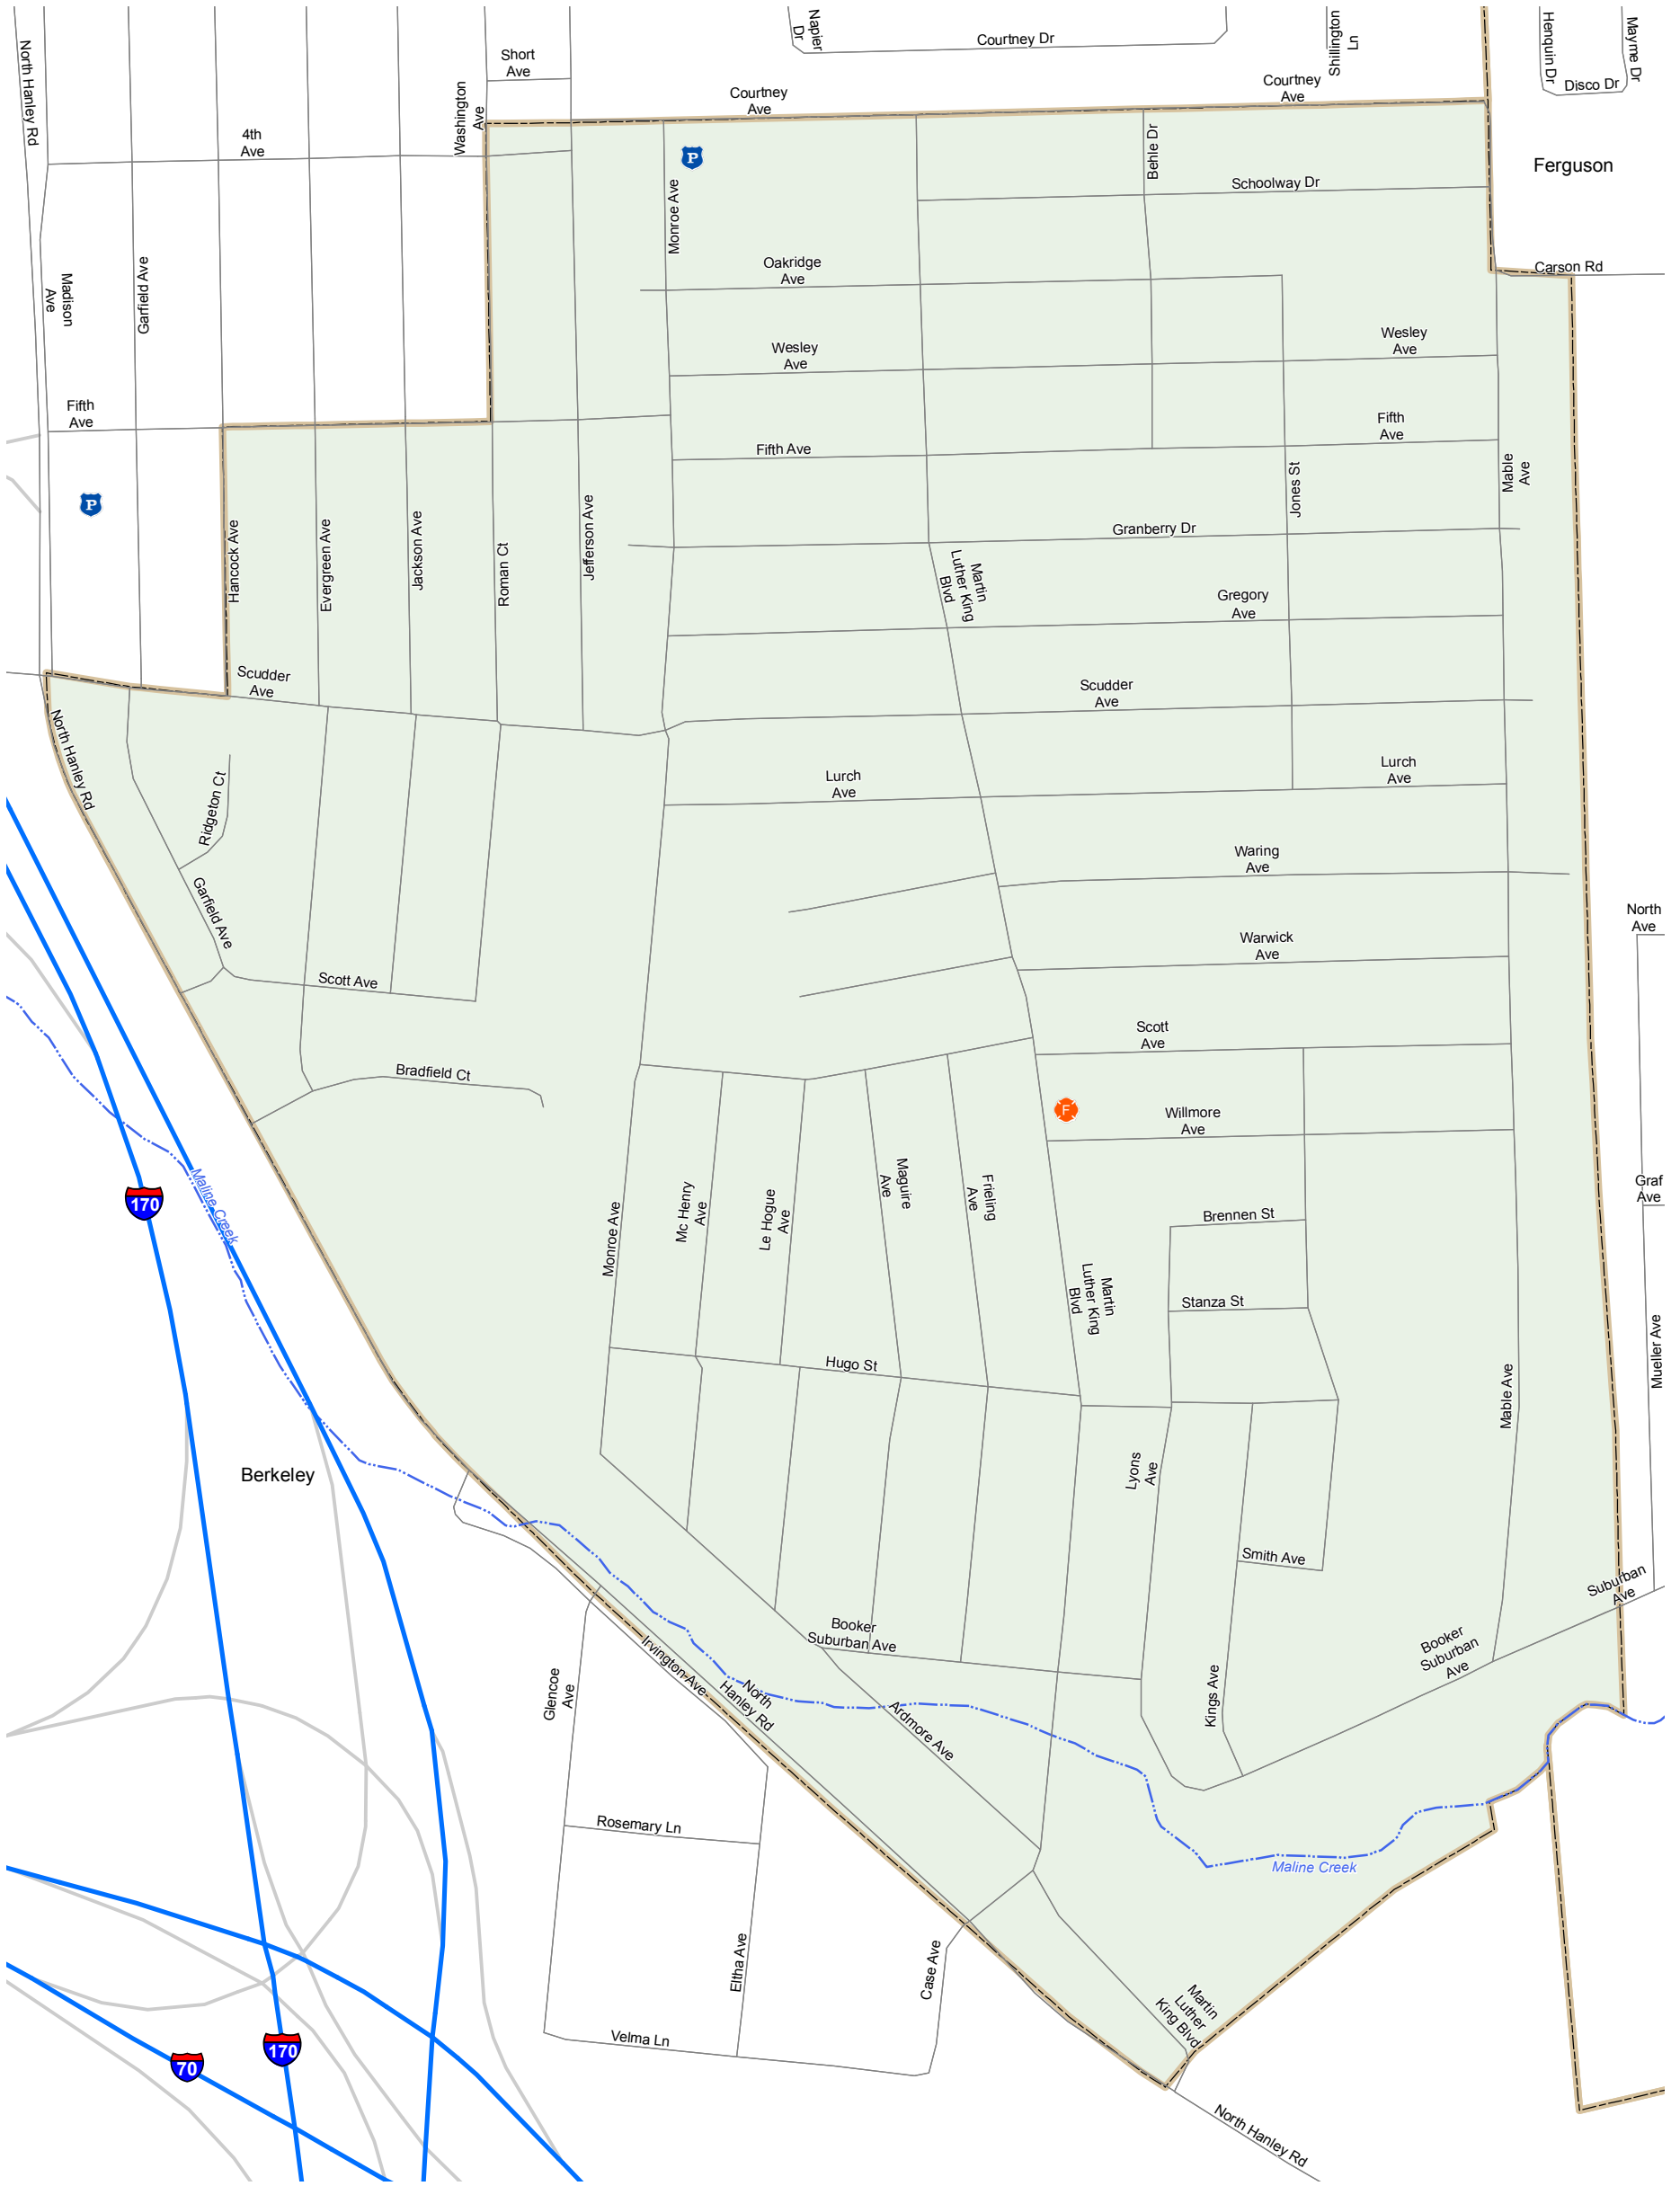 North Hanley Rd
Short
Ave
Napier
Dr
Courtney Dr
Shillington
Ln
Henquin Dr
Mayme Dr
Disco Dr
Courtney
Ave
Courtney
Ave
Washington
Ave
4th
Ave
Behle Dr
Ferguson
P
Schoolway Dr
Monroe Ave
Madison
Ave
Garfield Ave
Oakridge
Ave
Carson Rd
Wesley
Ave
Wesley
Ave
Fifth
Ave
Fifth Ave
Fifth
Ave
Mable
Ave
Jones St
P
Hancock Ave
Evergreen Ave
Jackson Ave
Roman Ct
Jefferson Ave
Granberry Dr
Martin
Luther King
Blvd
Gregory
Ave
Scudder
Ave
Scudder
Ave
North Hanley Rd
Ridgeton Ct
Lurch
Ave
Lurch
Ave
Waring
Ave
Garfield Ave
North
Ave
Warwick
Ave
Scott Ave
Scott
Ave
Bradfield Ct
F
Willmore
Ave
170
Maline Creek
Monroe Ave
Mc Henry
Ave
Le Hogue
Ave
Maguire
Ave
Frieling
Ave
Graf
Ave
Brennen St
Martin
Luther King
Blvd
Stanza St
Mueller Ave
Hugo St
Mable Ave
Berkeley
Lyons
Ave
Smith Ave
Suburban
Ave
Booker
Suburban Ave
Booker
Suburban
Ave
Irvington Ave
Glencoe
Ave
North
Hanley Rd
Kings Ave
Ardmore Ave
Rosemary Ln
Maline Creek
Eltha Ave
Case Ave
Martin
Luther
King Blvd
Velma Ln
170
70
North Hanley Rd